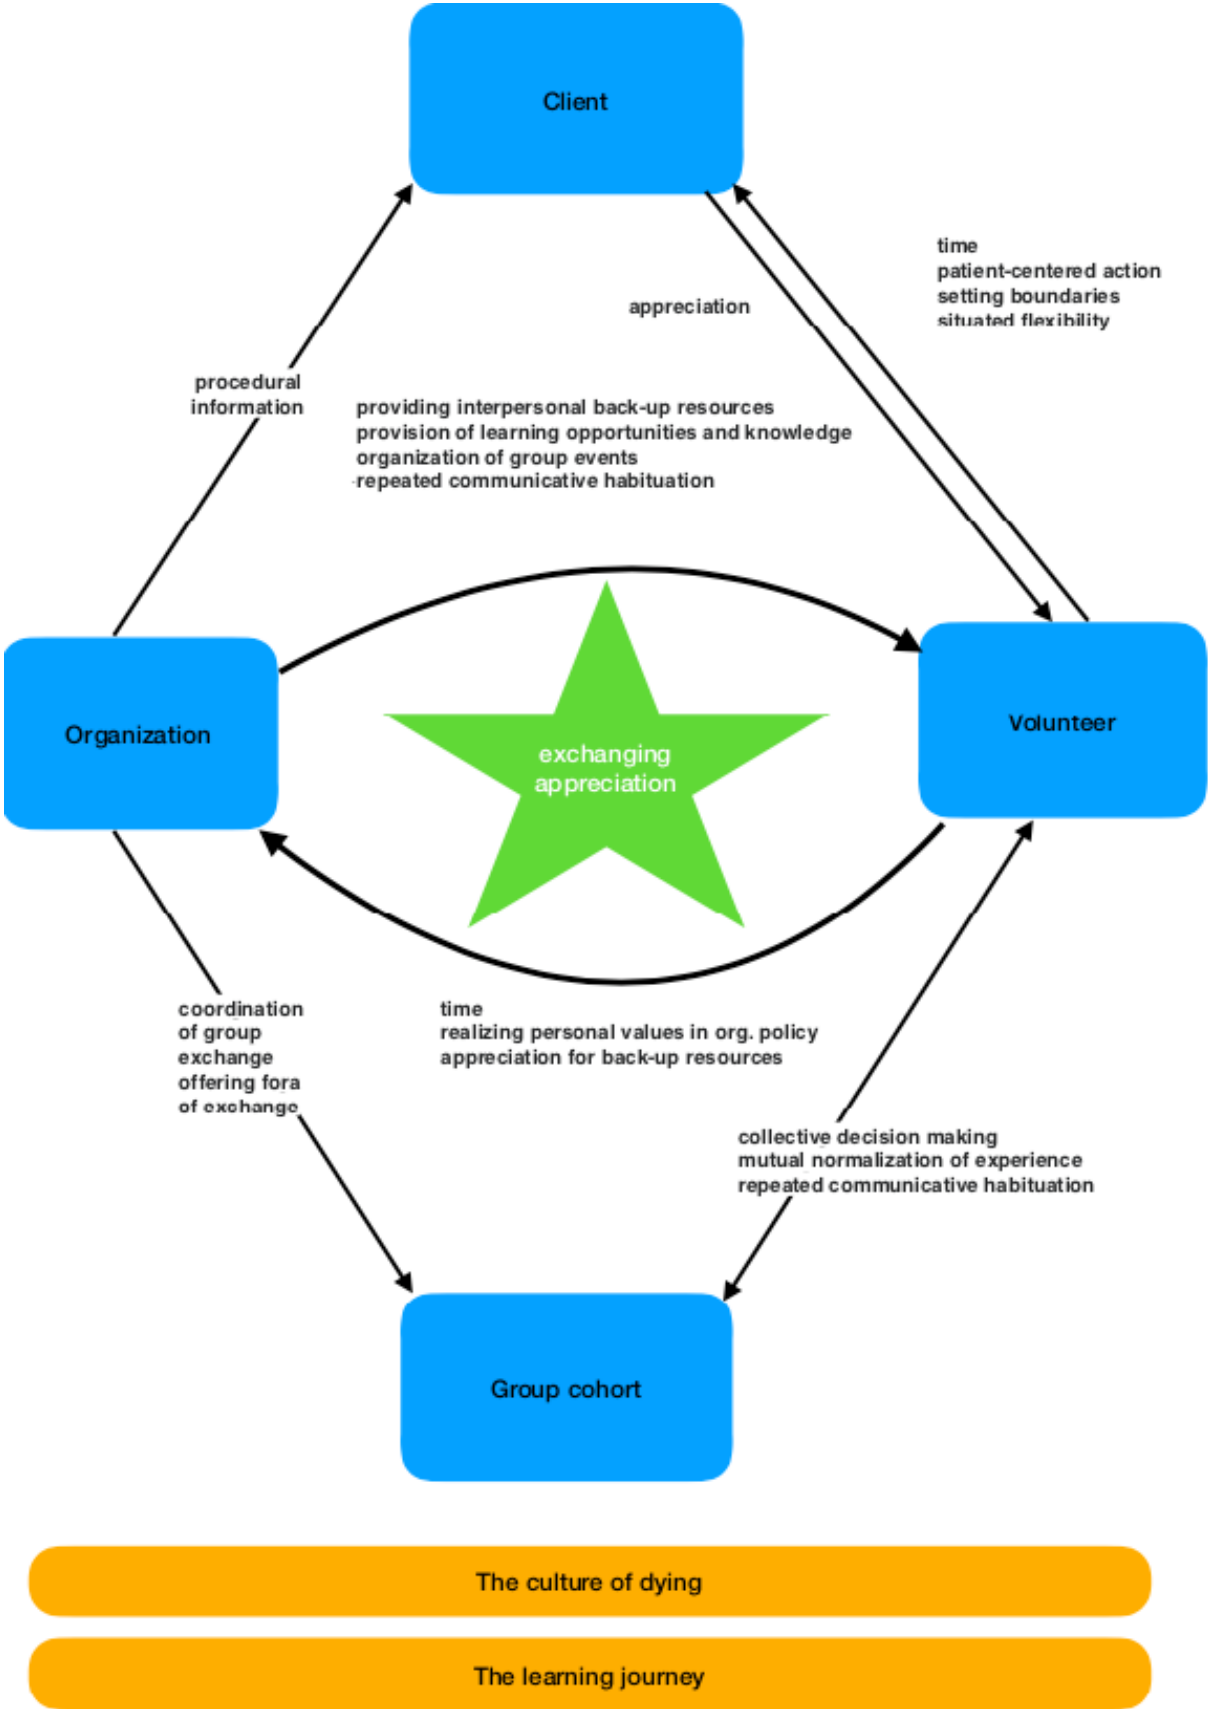 Client
time
patient-centered action
setting boundaries
situated flexibility
appreciation
procedural
information
providing interpersonal back-up resources
provision of learning opportunities and knowledge
organization of group events
repeated communicative habituation
Organization
exchanging
appreciation
Volunteer
coordination
of group
exchange
offering fora
of exchange
time
realizing personal values in org. policy
appreciation for back-up resources
collective decision making
mutual normalization of experience
repeated communicative habituation
Group cohort
The culture of dying
The learning journey